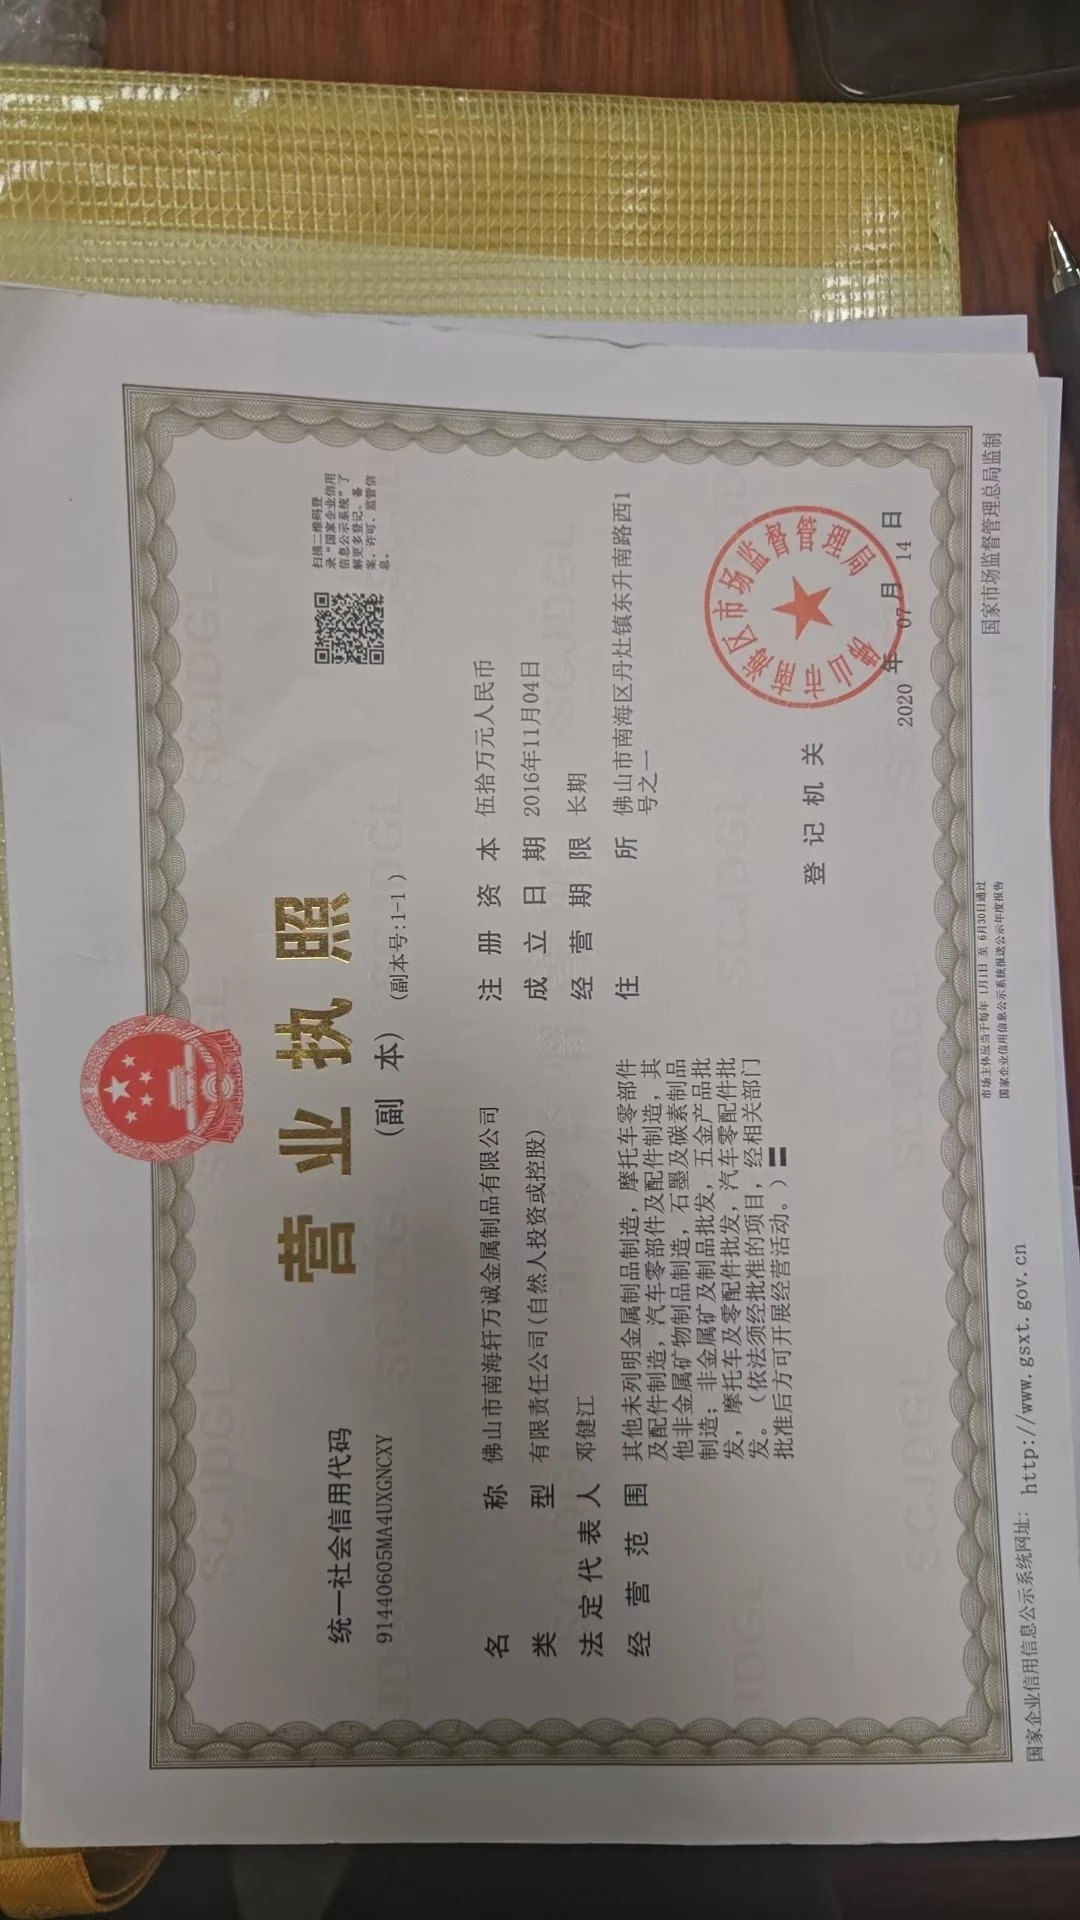 营业执照
(副 本)
(副本号:1-1)
统一社会信用代码
91440605MA4UXGNCXY
扫描二维码登
录“国家企业信用
信息公示系统”了
解更多登记、备
案、许可、监管信
息。
名称 佛山市南海轩万诚金属制品有限公司
类型 有限责任公司(自然人投资或控股)
法定代表人 邓健江
经营范围 其他未列明金属制品制造，摩托车零部件
及配件制造，汽车零部件及配件制造，其
他非金属矿物制品制造，石墨及碳素制品
制造；非金属矿及制品批发，五金产品批
发，摩托车及零配件批发，汽车零配件批
发。（依法须经批准的项目，经相关部门
批准后方可开展经营活动。）
注册资本 伍拾万元人民币
成立日期 2016年11月04日
经营期限 长期
住所 佛山市南海区丹灶镇东升南路西1
号之一
登记机关
佛山市南海区市场监督管理局
2020 年 07 月 14 日
国家企业信用信息公示系统网址: http://www.gsxt.gov.cn
市场主体应当于每年 1月1日 至 6月30日通过
国家企业信用信息公示系统报送公示年度报告
国家市场监督管理总局监制
SCJDGL